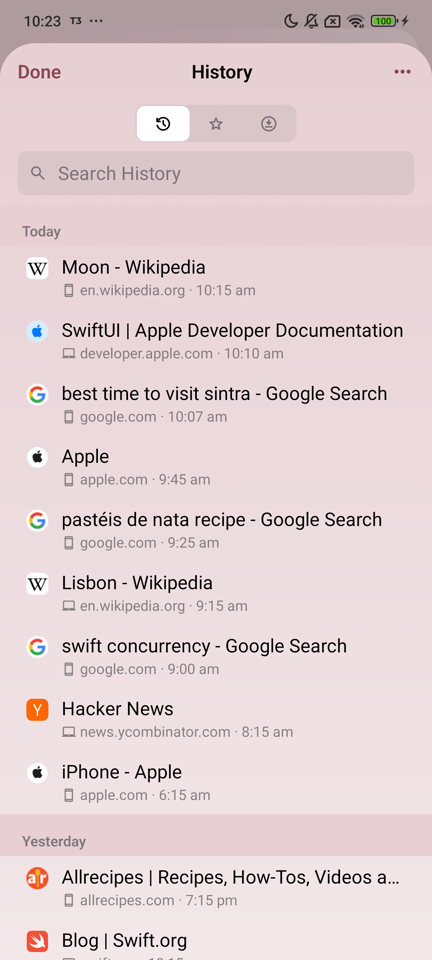 10:23 T3 ...
100
Done
History
Search History
Today
W
Moon - Wikipedia
en.wikipedia.org · 10:15 am
SwiftUI | Apple Developer Documentation
developer.apple.com · 10:10 am
G
best time to visit sintra - Google Search
google.com · 10:07 am
Apple
apple.com · 9:45 am
G
pastéis de nata recipe - Google Search
google.com · 9:25 am
W
Lisbon - Wikipedia
en.wikipedia.org · 9:15 am
G
swift concurrency - Google Search
google.com · 9:00 am
Y
Hacker News
news.ycombinator.com · 8:15 am
iPhone - Apple
apple.com · 6:15 am
Yesterday
ar
Allrecipes | Recipes, How-Tos, Videos a...
allrecipes.com · 7:15 pm
Blog | Swift.org